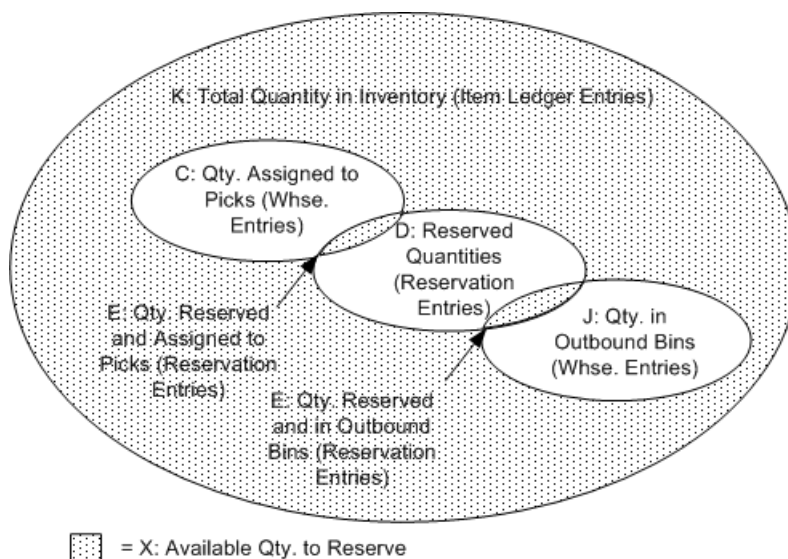 K: Total Quantity in Inventory (Item Ledger Entries)
C: Qty. Assigned to
Picks (Whse.
Entries)
D: Reserved
Quantities
(Reservation
Entries)
E: Qty. Reserved
and Assigned to
Picks (Reservation
Entries)
J: Qty. in
Outbound Bins
(Whse. Entries)
E: Qty. Reserved
and in Outbound
Bins (Reservation
Entries)
= X: Available Qty. to Reserve